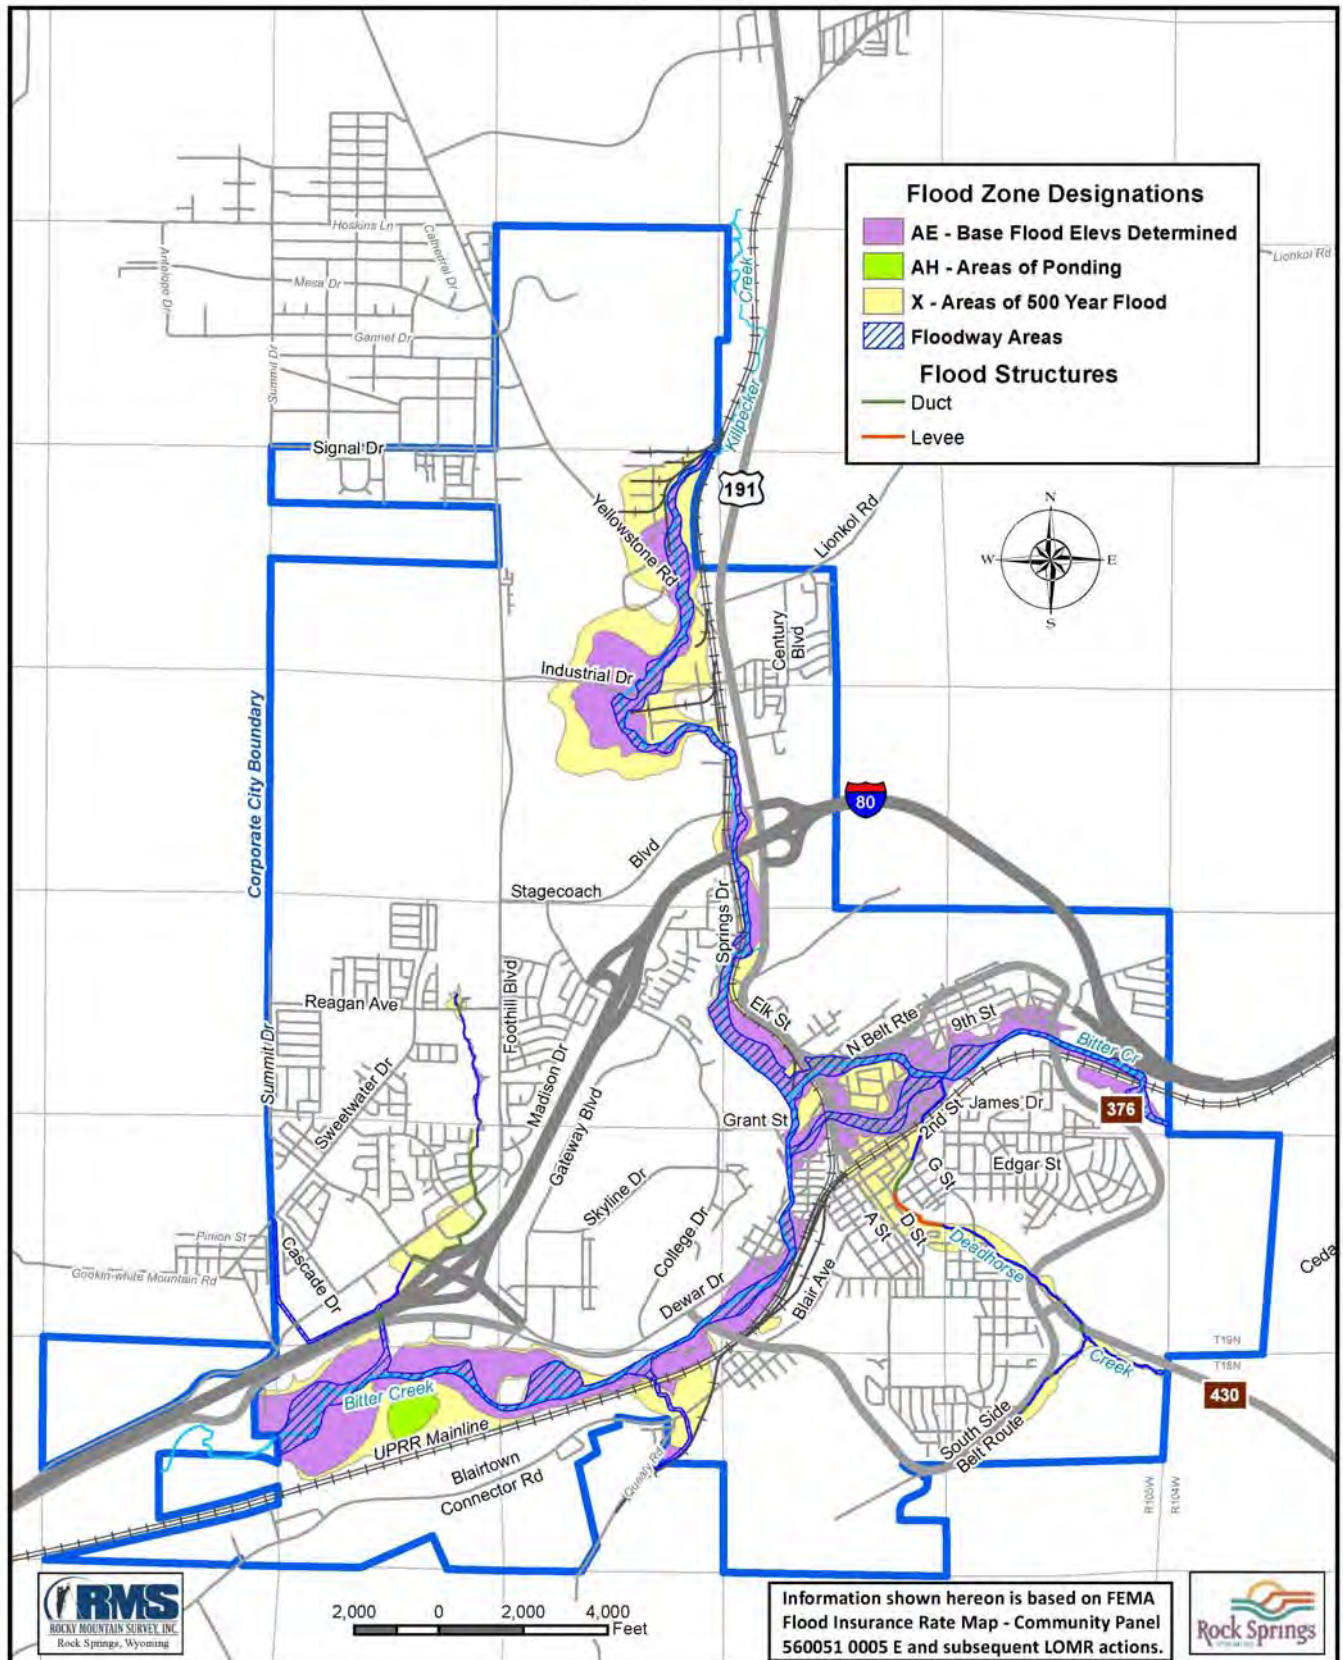 Flood Zone Designations
AE - Base Flood Elevs Determined
AH - Areas of Ponding
X - Areas of 500 Year Flood
Floodway Areas
Flood Structures
Duct
Levee
Lionkol Rd
Hoskins Ln
Cathedral Dr
Antelope Dr
Mesa Dr
Gannet Dr
Summit Dr
Signal Dr
Killpecker
Creek
191
Yellowstone Rd
Lionkol Rd
N
W
E
S
Century
Blvd
Industrial Dr
Corporate City Boundary
80
Stagecoach
Blvd
Springs Dr
Foothill Blvd
Reagan Ave
Elk St
N Belt Rte
9th St
Bitter Cr
Summit Dr
Sweetwater Dr
Madison Dr
Gateway Blvd
Grant St
2nd St
James Dr
376
Edgar St
G St
Skyline Dr
A St
D St
Deadhorse
Creek
College Dr
Pinion St
Gookin-white Mountain Rd
Cascade Dr
Dewar Dr
Blair Ave
Ceda
T19N
T18N
430
Bitter Creek
UPRR Mainline
South Side
Belt Route
Blairtown
Connector Rd
Quealy Rd
R105W
R104W
RMS
ROCKY MOUNTAIN SURVEY, INC.
Rock Springs, Wyoming
2,000 0 2,000 4,000
Feet
Information shown hereon is based on FEMA
Flood Insurance Rate Map - Community Panel
560051 0005 E and subsequent LOMR actions.
Rock Springs